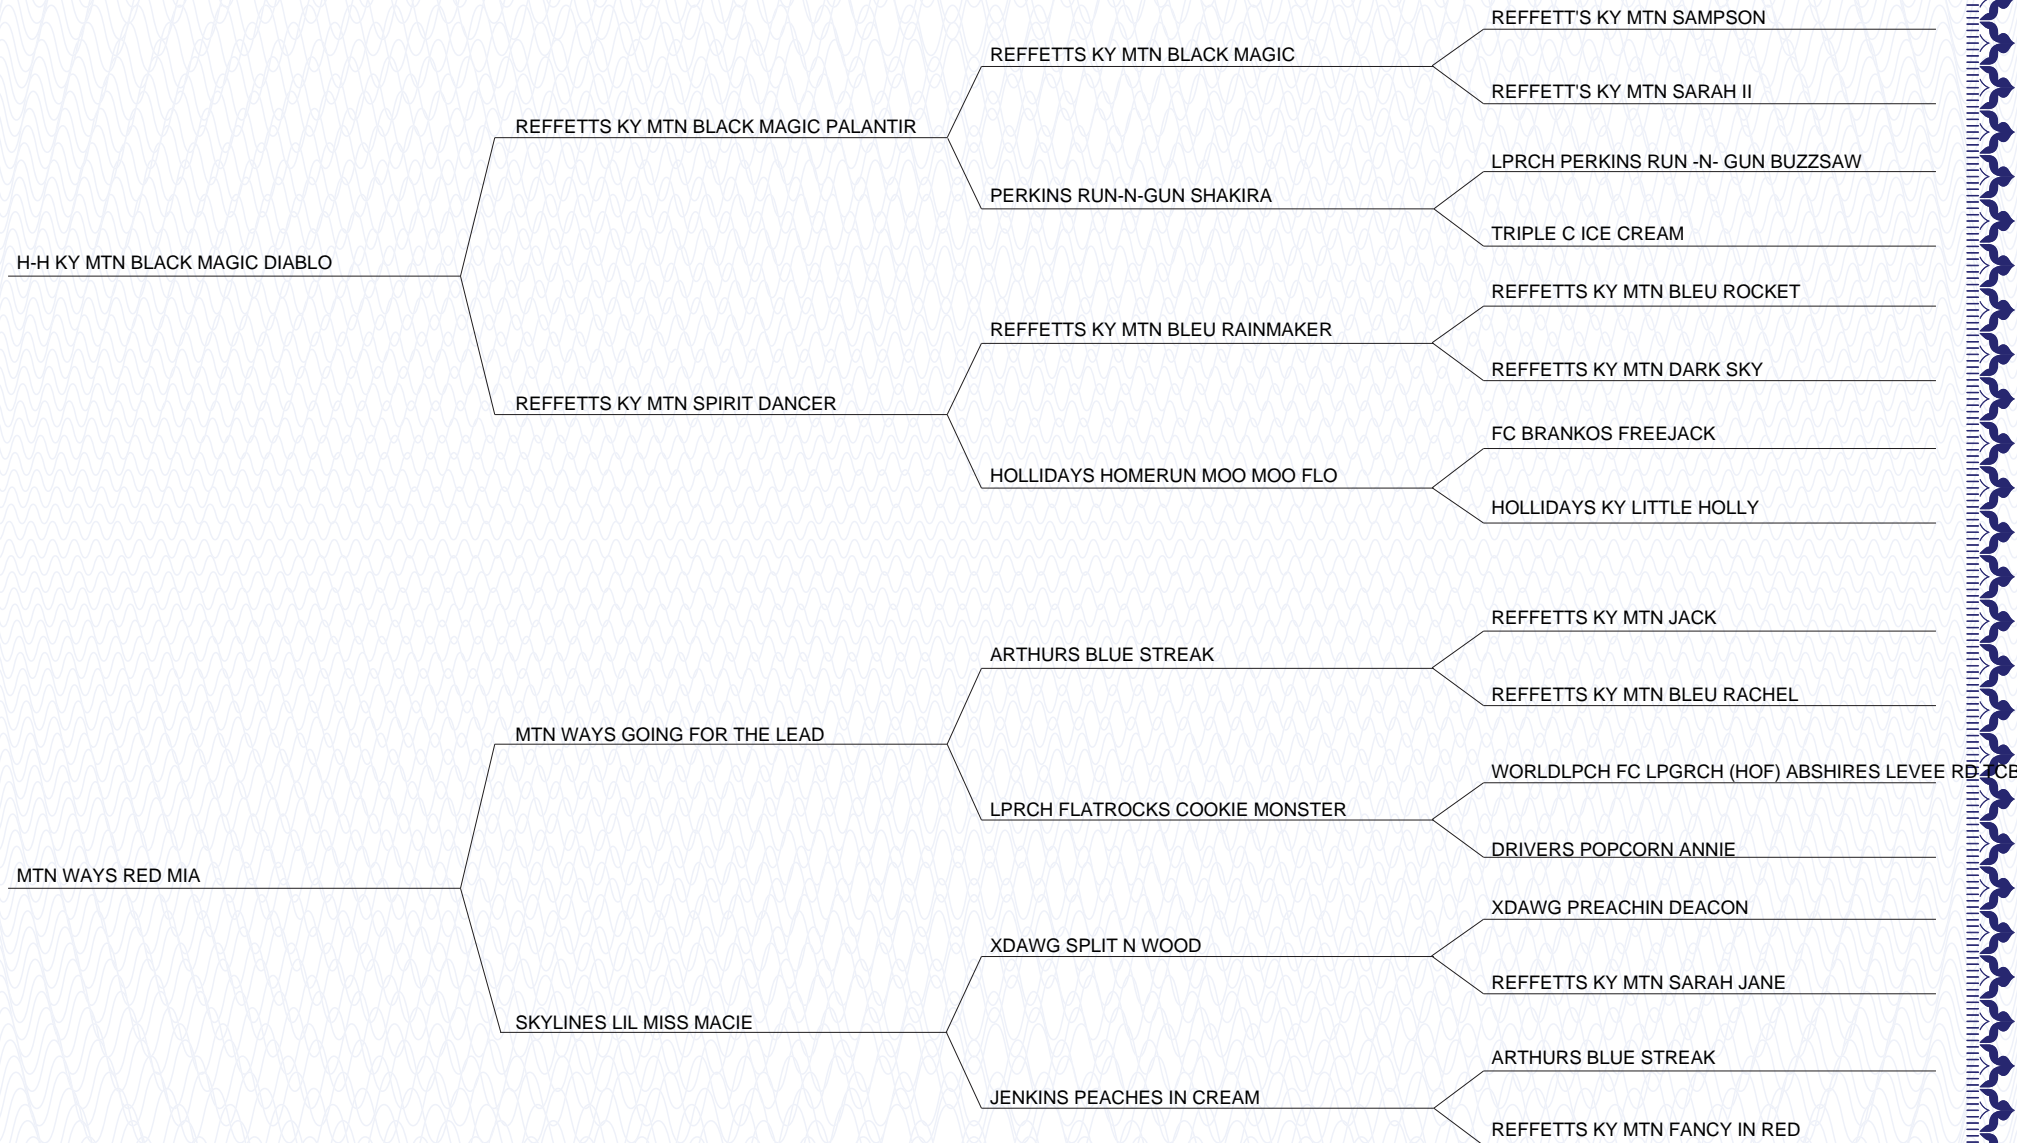 H-H KY MTN BLACK MAGIC DIABLO
MTN WAYS RED MIA
REFFETTS KY MTN BLACK MAGIC PALANTIR
REFFETTS KY MTN SPIRIT DANCER
MTN WAYS GOING FOR THE LEAD
SKYLINES LIL MISS MACIE
REFFETTS KY MTN BLACK MAGIC
PERKINS RUN-N-GUN SHAKIRA
REFFETTS KY MTN BLEU RAINMAKER
HOLLIDAYS HOMERUN MOO MOO FLO
ARTHURS BLUE STREAK
LPRCH FLATROCKS COOKIE MONSTER
XDAWG SPLIT N WOOD
JENKINS PEACHES IN CREAM
REFFETT'S KY MTN SAMPSON
REFFETT'S KY MTN SARAH II
LPRCH PERKINS RUN -N- GUN BUZZSAW
TRIPLE C ICE CREAM
REFFETTS KY MTN BLEU ROCKET
REFFETTS KY MTN DARK SKY
FC BRANKOS FREEJACK
HOLLIDAYS KY LITTLE HOLLY
REFFETTS KY MTN JACK
REFFETTS KY MTN BLEU RACHEL
WORLDLPCH FC LPGRCH (HOF) ABSHIRES LEVEE RD TCB
DRIVERS POPCORN ANNIE
XDAWG PREACHIN DEACON
REFFETTS KY MTN SARAH JANE
ARTHURS BLUE STREAK
REFFETTS KY MTN FANCY IN RED